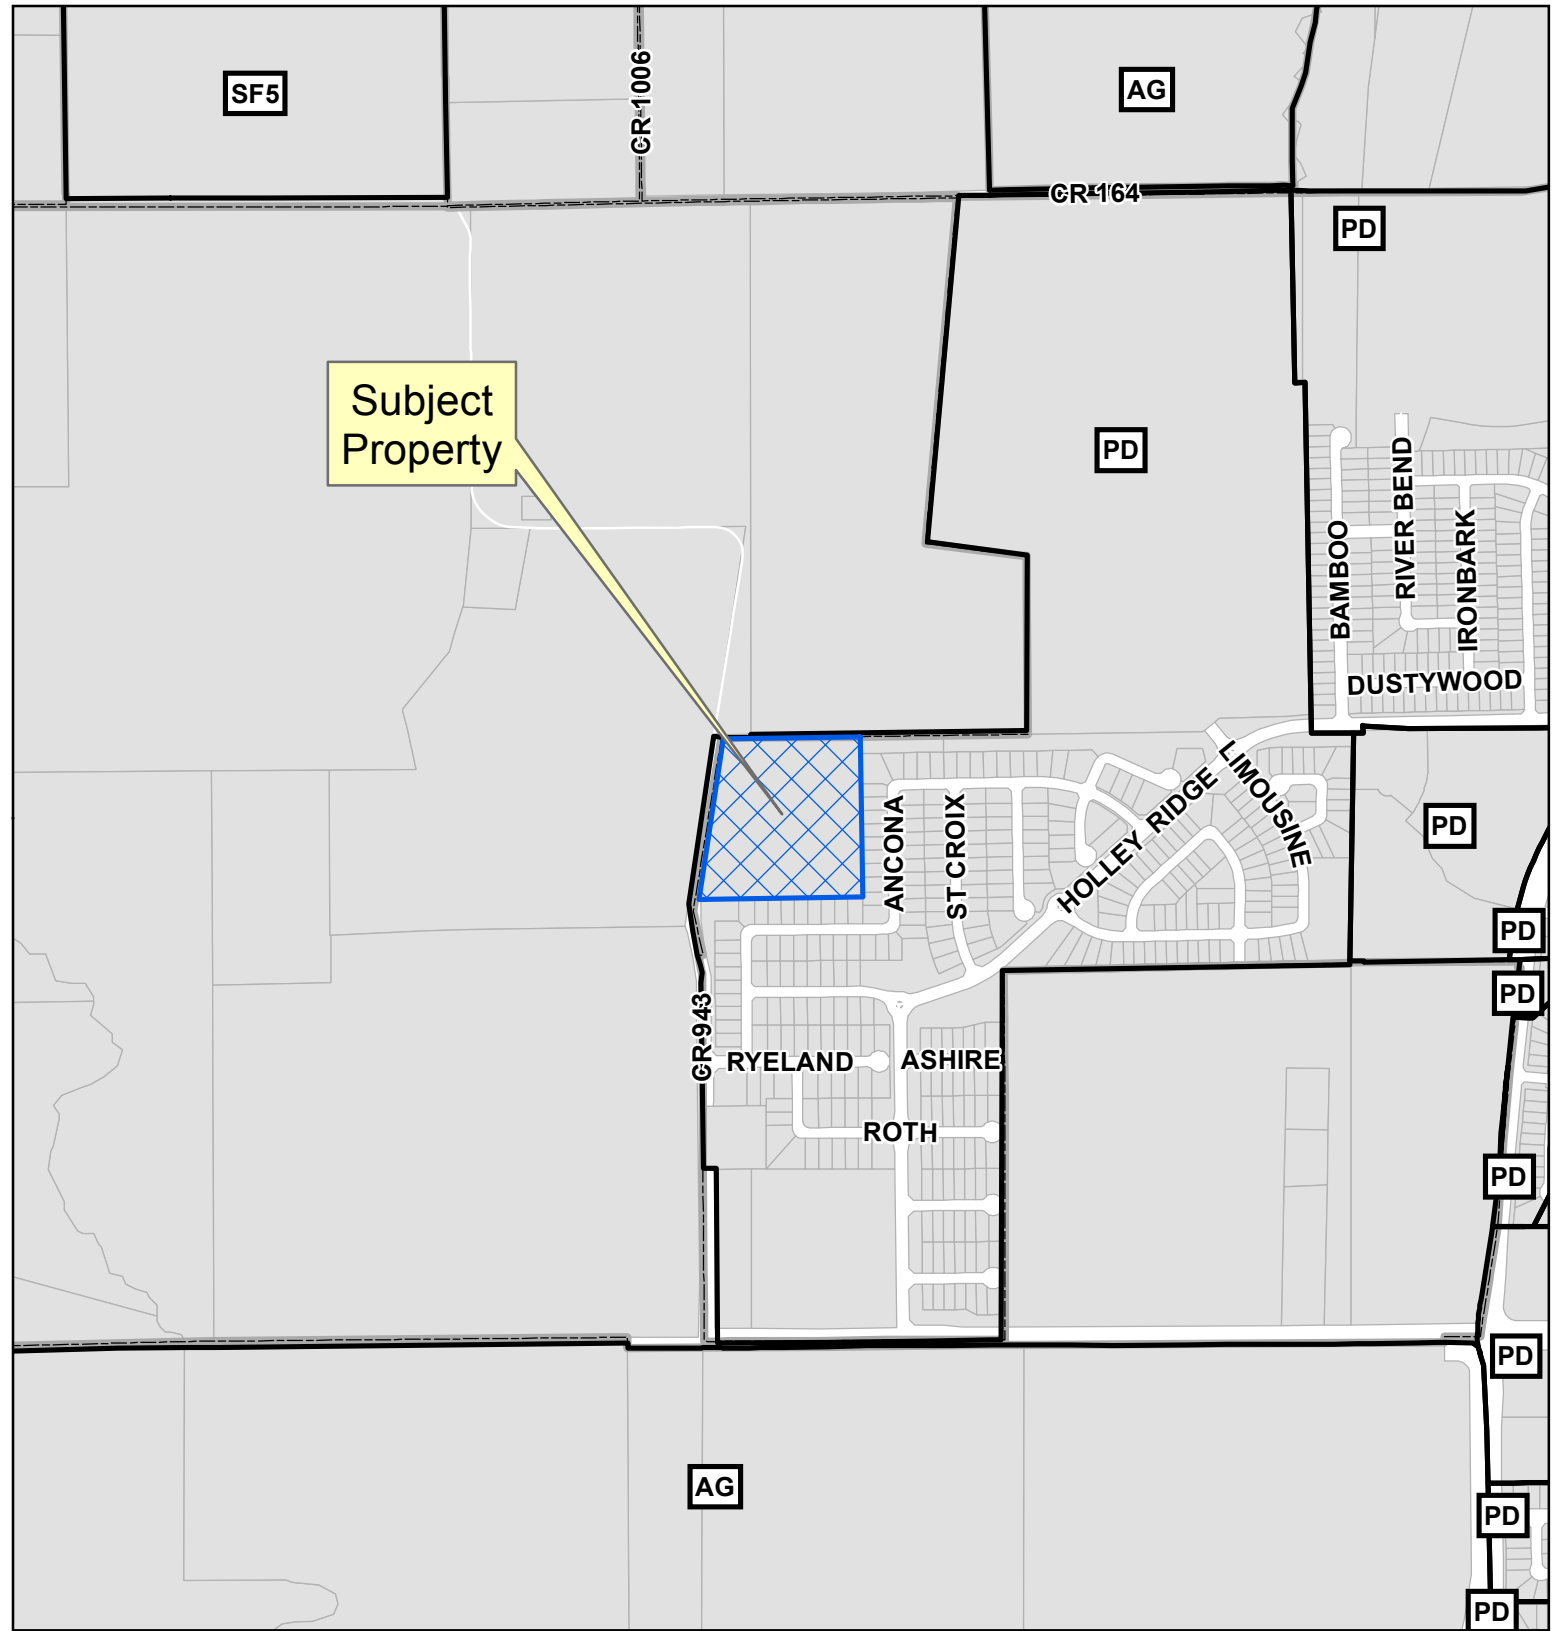 SF5
CR 1006
AG
CR 164
PD
Subject
Property
PD
BAMBOO
RIVER BEND
IRONBARK
DUSTYWOOD
LIMOUSINE
HOLLEY RIDGE
ANCONA
ST CROIX
PD
PD
PD
CR 943
RYELAND
ASHIRE
ROTH
PD
PD
AG
PD
PD